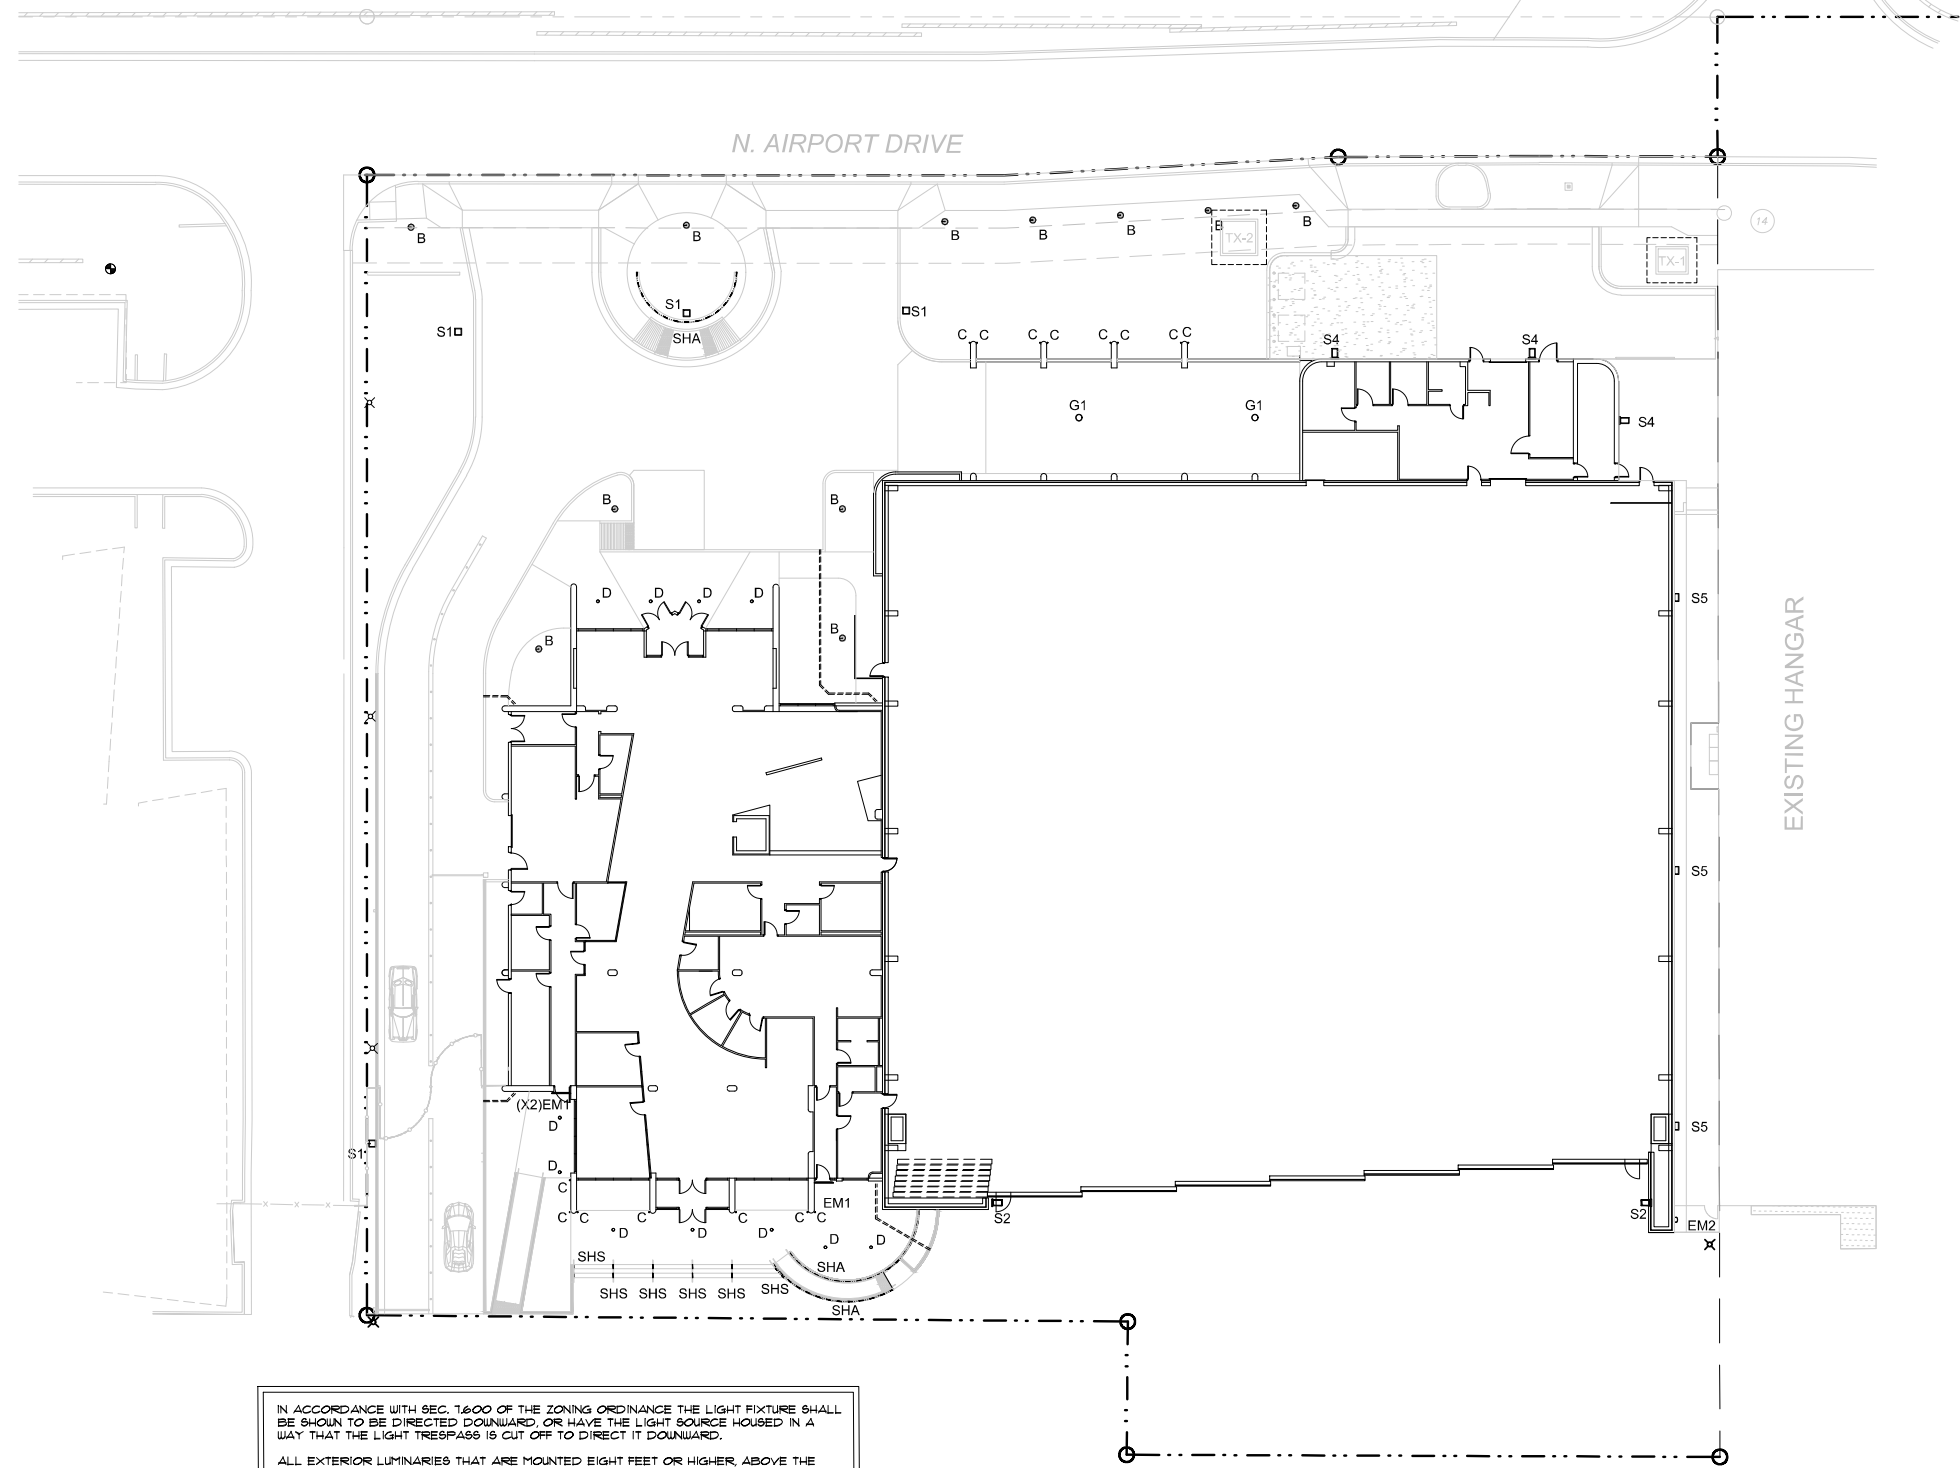 N. AIRPORT DRIVE
B
B
B
B
B
B
B
B
TX-2
14
TX-1
S1
S1
S1
SHA
C C
C C
C C
C C
S4
S4
G1
G1
S4
B
B
D
D
D
D
B
B
S5
EXISTING HANGAR
S5
(X2)EM1
D
S5
S1
D
C
EM1
C C
C
C
C C
S2
S2
EM2
D
D
D
D
D
SHS
SHA
SHS
SHS
SHS
SHS
SHS
SHA
IN ACCORDANCE WITH SEC. 7.600 OF THE ZONING ORDINANCE THE LIGHT FIXTURE SHALL
BE SHOWN TO BE DIRECTED DOWNWARD, OR HAVE THE LIGHT SOURCE HOUSED IN A
WAY THAT THE LIGHT TRESPASS IS CUT OFF TO DIRECT IT DOWNWARD.
ALL EXTERIOR LUMINARIES THAT ARE MOUNTED EIGHT FEET OR HIGHER, ABOVE THE